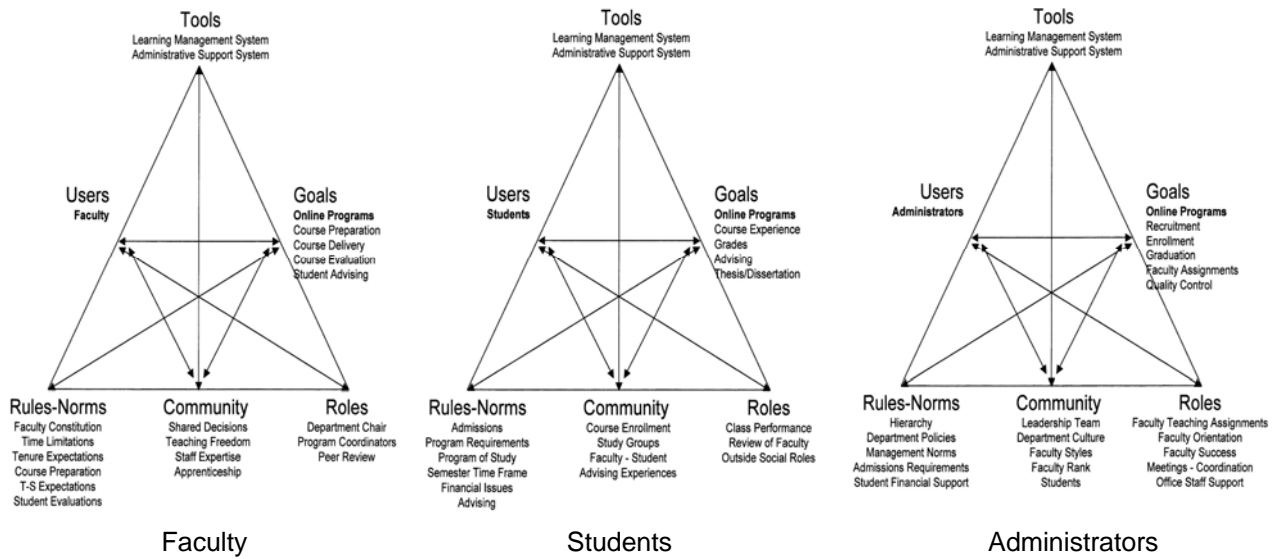 Tools
Learning Management System
Administrative Support System
Users
Faculty
Goals
Online Programs
Course Preparation
Course Delivery
Course Evaluation
Student Advising
Rules-Norms
Faculty Constitution
Time Limitations
Tenure Expectations
Course Preparation
T-S Expectations
Student Evaluations
Community
Shared Decisions
Teaching Freedom
Staff Expertise
Apprenticeship
Roles
Department Chair
Program Coordinators
Peer Review
Faculty
Tools
Learning Management System
Administrative Support System
Users
Students
Goals
Online Programs
Course Experience
Grades
Advising
Thesis/Dissertation
Rules-Norms
Admissions
Program Requirements
Program of Study
Semester Time Frame
Financial Issues
Advising
Community
Course Enrollment
Study Groups
Faculty - Student
Advising Experiences
Roles
Class Performance
Review of Faculty
Outside Social Roles
Students
Tools
Learning Management System
Administrative Support System
Users
Administrators
Goals
Online Programs
Recruitment
Enrollment
Graduation
Faculty Assignments
Quality Control
Rules-Norms
Hierarchy
Department Policies
Management Norms
Admissions Requirements
Student Financial Support
Community
Leadership Team
Department Culture
Faculty Styles
Faculty Rank
Students
Roles
Faculty Teaching Assignments
Faculty Orientation
Faculty Success
Meetings - Coordination
Office Staff Support
Administrators